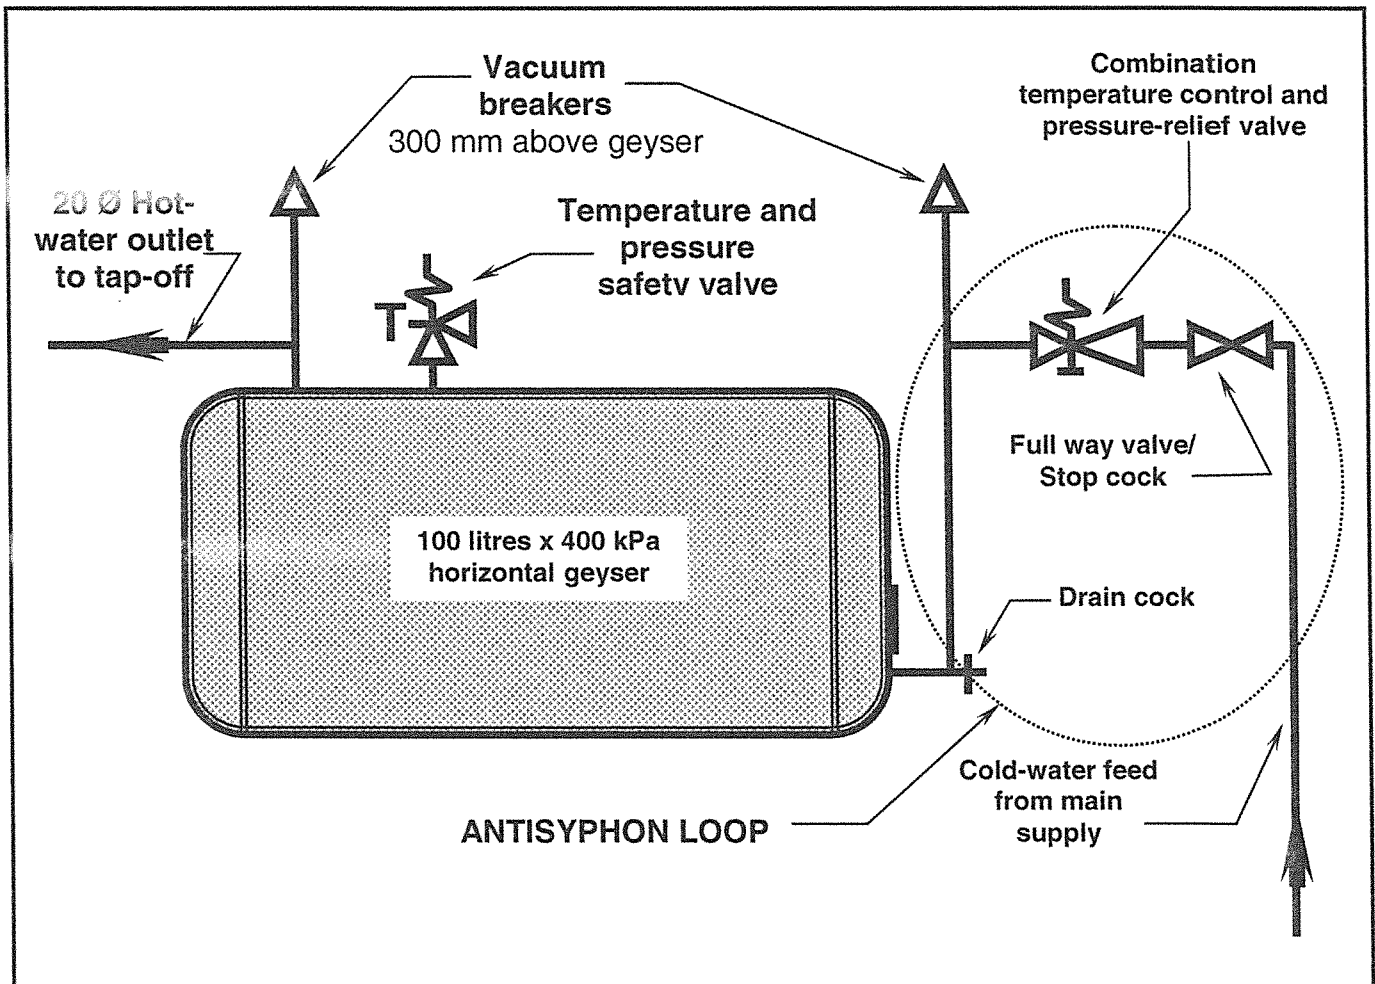 Vacuum
breakers
300 mm above geyser
Combination
temperature control and
pressure-relief valve
20 Ø Hot-
water outlet
to tap-off
Temperature and
pressure
safetv valve
T
Full way valve/
Stop cock
100 litres x 400 kPa
horizontal geyser
Drain cock
Cold-water feed
from main
supply
ANTISYPHON LOOP